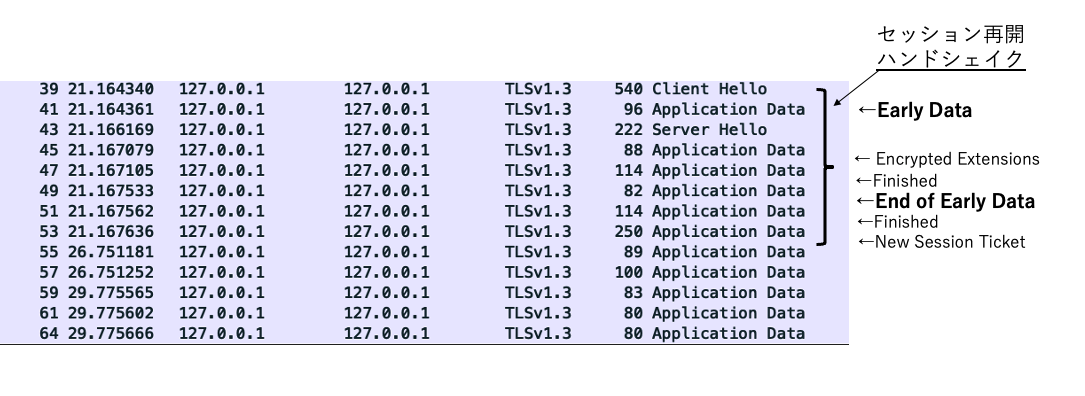 セッション再開
ハンドシェイク
39 21.164340 127.0.0.1 127.0.0.1 TLSv1.3 540 Client Hello
41 21.164361 127.0.0.1 127.0.0.1 TLSv1.3 96 Application Data ←Early Data
43 21.166169 127.0.0.1 127.0.0.1 TLSv1.3 222 Server Hello
45 21.167079 127.0.0.1 127.0.0.1 TLSv1.3 88 Application Data ← Encrypted Extensions
47 21.167105 127.0.0.1 127.0.0.1 TLSv1.3 114 Application Data ←Finished
49 21.167533 127.0.0.1 127.0.0.1 TLSv1.3 82 Application Data ←End of Early Data
51 21.167562 127.0.0.1 127.0.0.1 TLSv1.3 114 Application Data ←Finished
53 21.167636 127.0.0.1 127.0.0.1 TLSv1.3 250 Application Data ←New Session Ticket
55 26.751181 127.0.0.1 127.0.0.1 TLSv1.3 89 Application Data
57 26.751252 127.0.0.1 127.0.0.1 TLSv1.3 100 Application Data
59 29.775565 127.0.0.1 127.0.0.1 TLSv1.3 83 Application Data
61 29.775602 127.0.0.1 127.0.0.1 TLSv1.3 80 Application Data
64 29.775666 127.0.0.1 127.0.0.1 TLSv1.3 80 Application Data